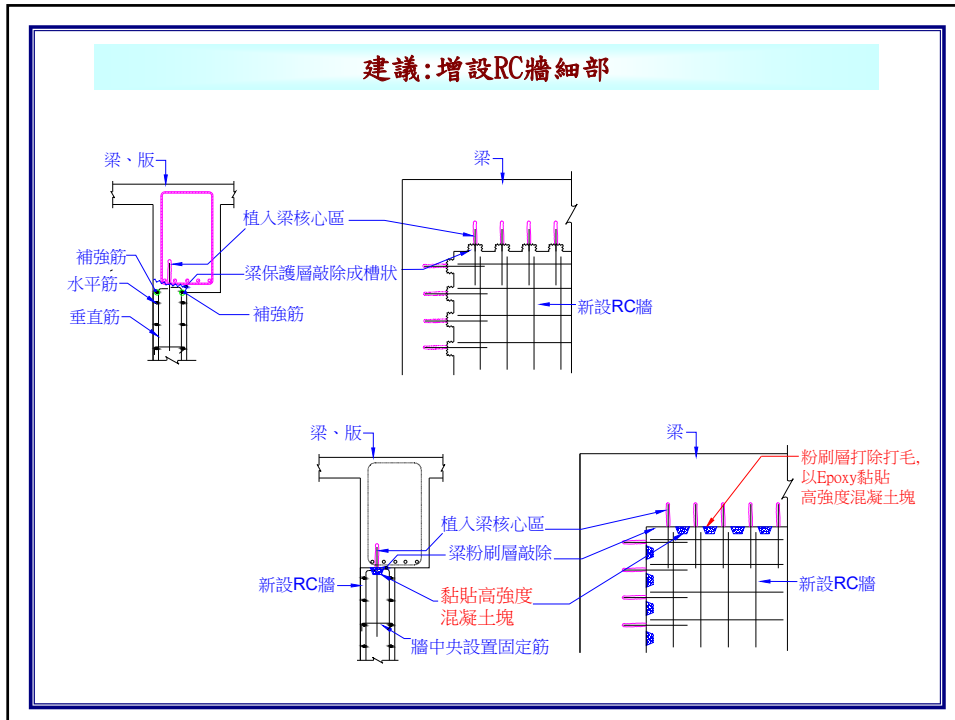 建議:增設RC牆細部
梁、版
梁
植入梁核心區
補強筋
梁保護層敲除成槽狀
水平筋
新設RC牆
垂直筋
補強筋
梁、版
梁
粉刷層打除打毛,
以Epoxy黏貼
高強度混凝土塊
植入梁核心區
梁粉刷層敲除
新設RC牆
黏貼高強度
混凝土塊
新設RC牆
牆中央設置固定筋